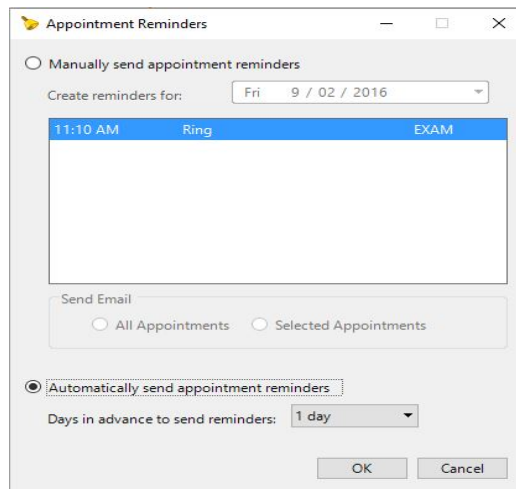 Appointment Reminders
Manually send appointment reminders
Create reminders for: Fri 9 / 02 / 2016
11:10 AM Ring EXAM
Send Email
All Appointments Selected Appointments
Automatically send appointment reminders
Days in advance to send reminders: 1 day
OK Cancel